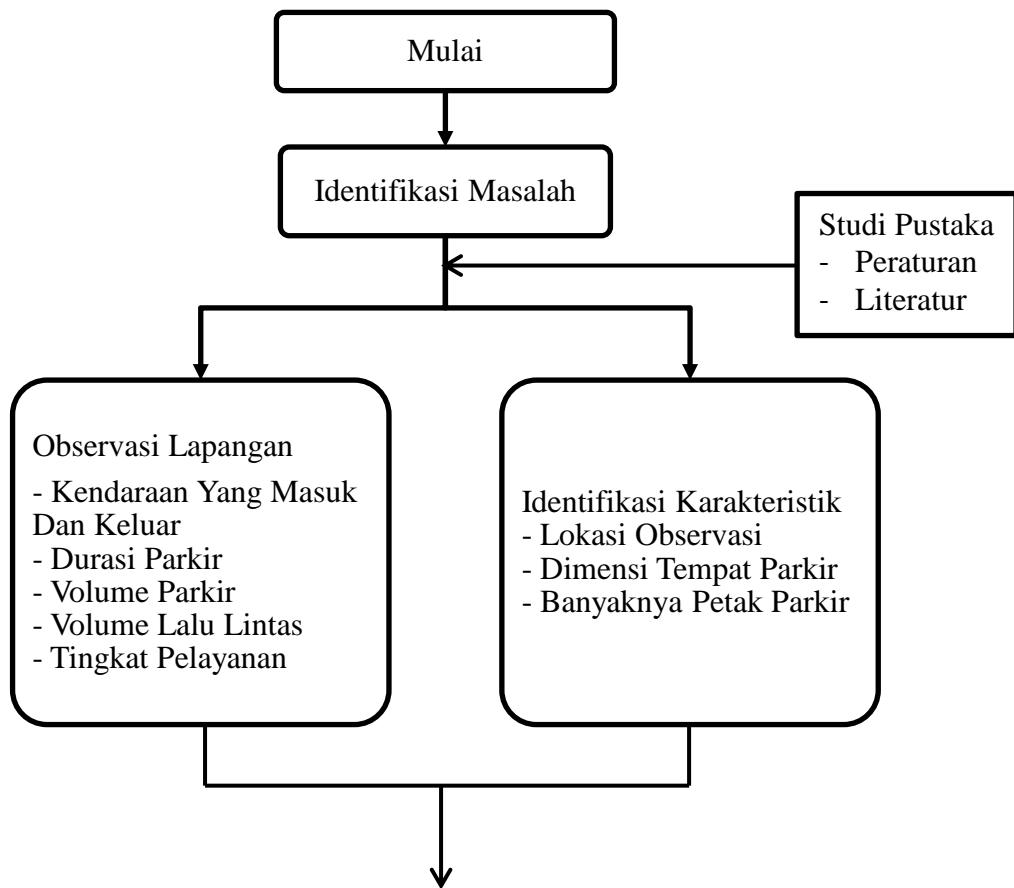 Mulai
Identifikasi Masalah
Studi Pustaka
- Peraturan
- Literatur
Observasi Lapangan
- Kendaraan Yang Masuk
Dan Keluar
- Durasi Parkir
- Volume Parkir
- Volume Lalu Lintas
- Tingkat Pelayanan
Identifikasi Karakteristik
- Lokasi Observasi
- Dimensi Tempat Parkir
- Banyaknya Petak Parkir